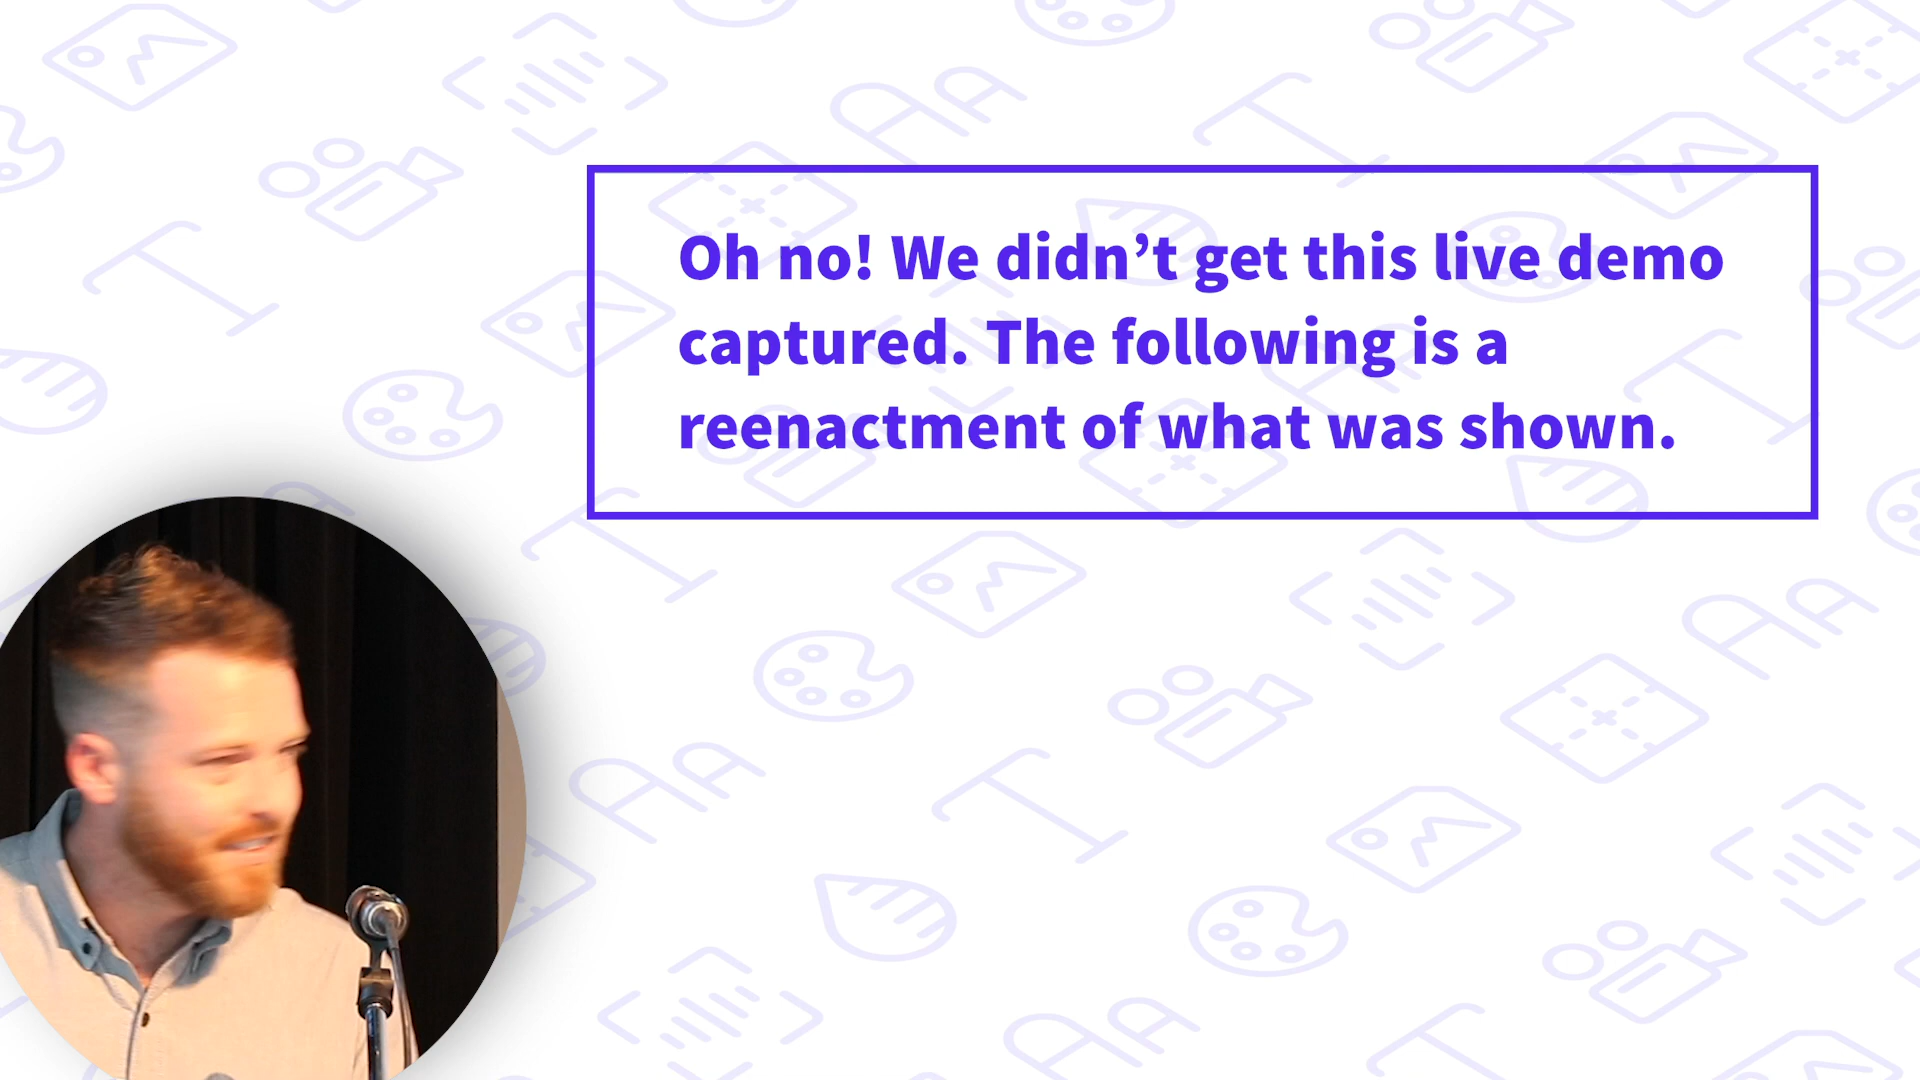 Oh no! We didn’t get this live demo
captured. The following is a
reenactment of what was shown.